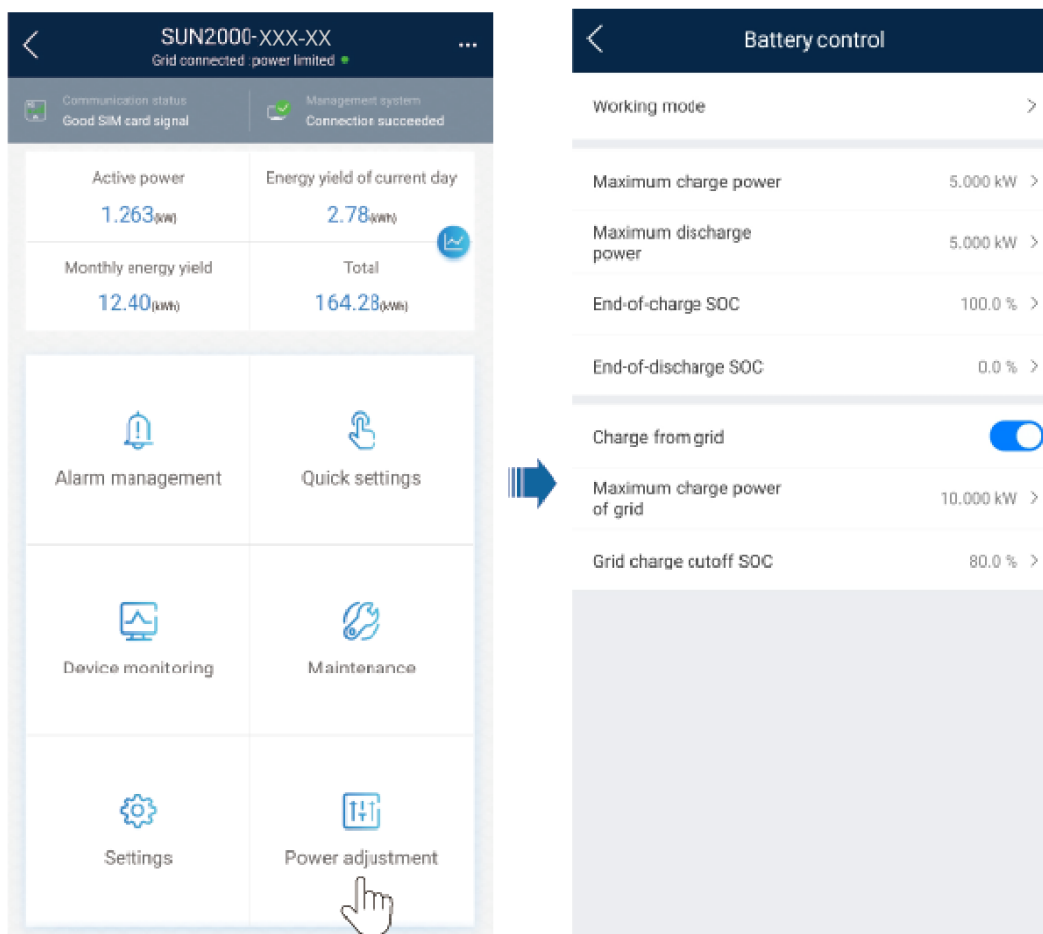 SUN2000-XXX-XX
Grid connected :power limited
Communication status
Good SIM card signal
Management system
Connection succeeded
Active power
1.263(kW)
Energy yield of current day
2.78(kWh)
Monthly energy yield
12.40(kWh)
Total
164.28(kWh)
Alarm management
Quick settings
Device monitoring
Maintenance
Settings
Power adjustment
Battery control
Working mode
Maximum charge power 5.000 kW
Maximum discharge
power
5.000 kW
End-of-charge SOC 100.0 %
End-of-discharge SOC 0.0 %
Charge from grid
Maximum charge power
of grid
10.000 kW
Grid charge cutoff SOC 80.0 %